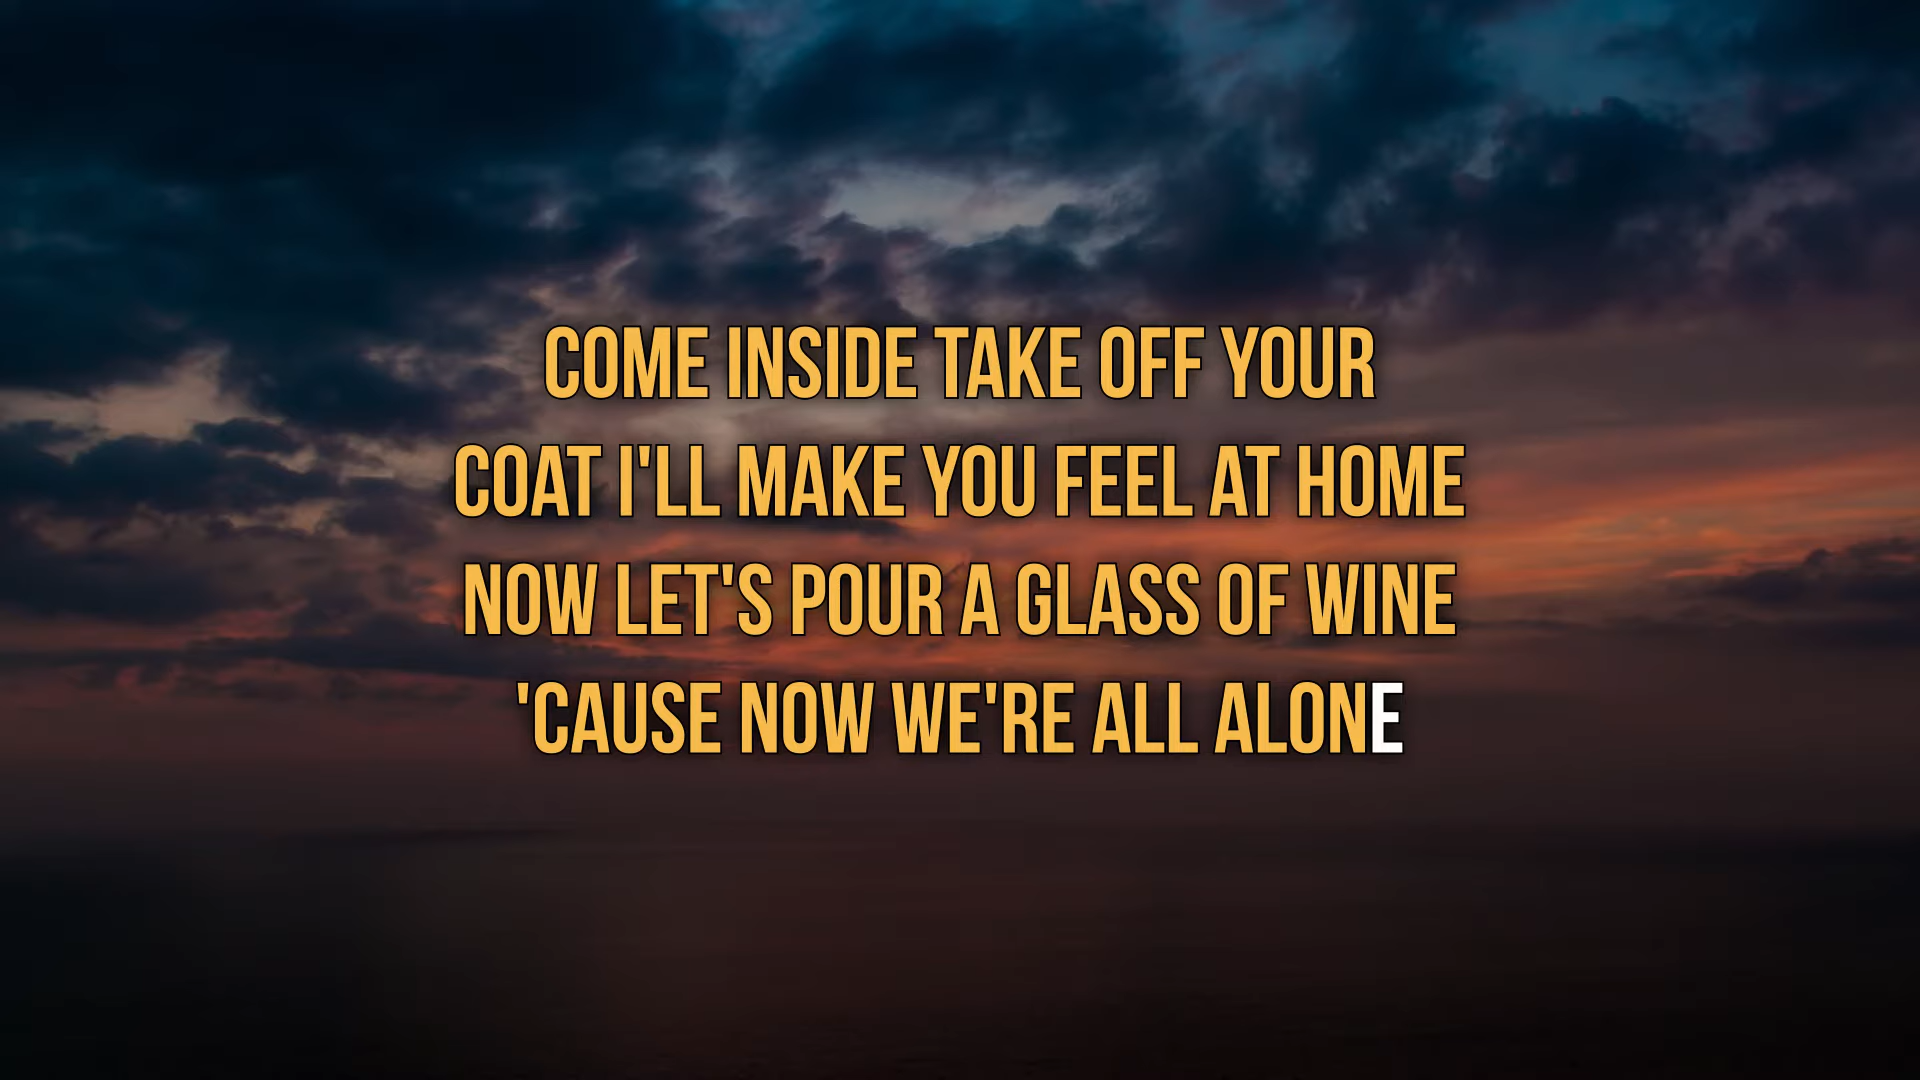 COME INSIDE TAKE OFF YOUR
COAT I'LL MAKE YOU FEEL AT HOME
NOW LET'S POUR A GLASS OF WINE
'CAUSE NOW WE'RE ALL ALONE